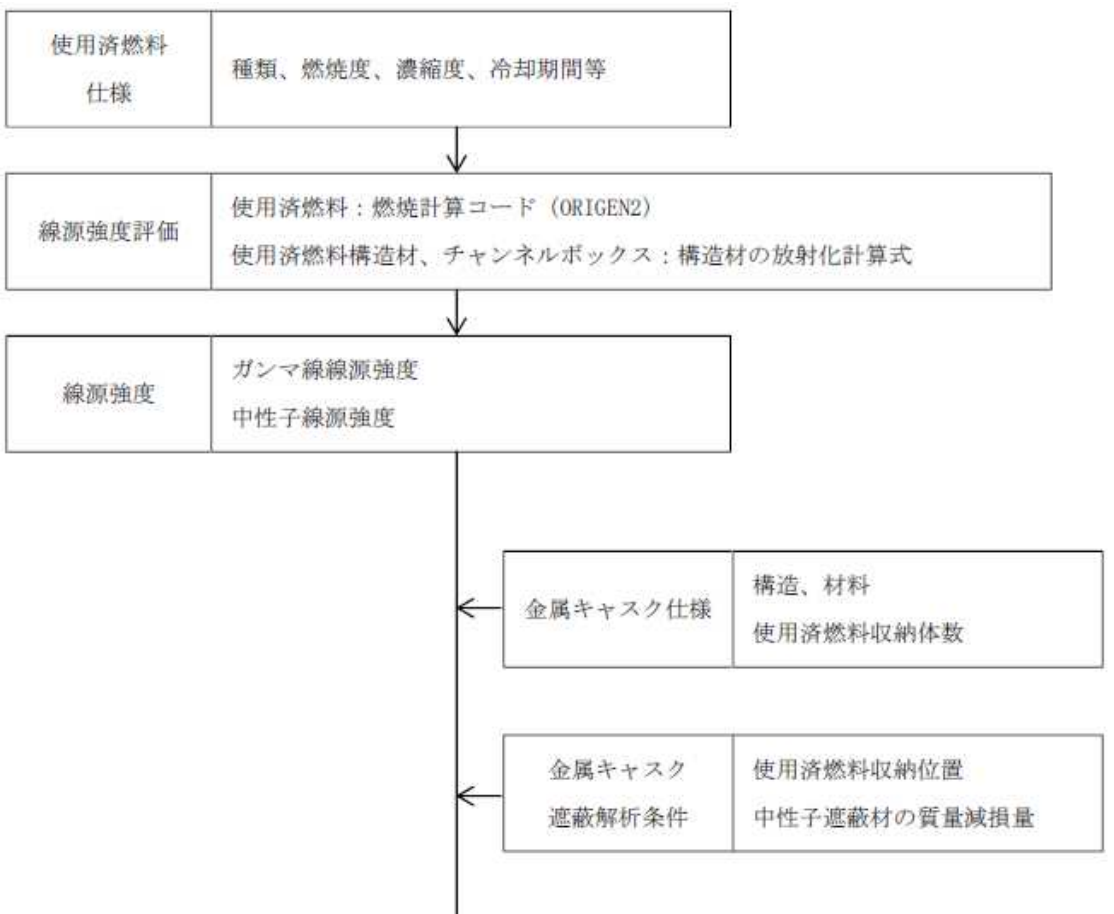 使用済燃料
仕様
種類、燃焼度、濃縮度、冷却期間等
線源強度評価
使用済燃料：燃焼計算コード（ORIGEN2）
使用済燃料構造材、チャンネルボックス：構造材の放射化計算式
線源強度
ガンマ線線源強度
中性子線源強度
金属キャスク仕様
構造、材料
使用済燃料収納体数
金属キャスク
遮蔽解析条件
使用済燃料収納位置
中性子遮蔽材の質量減損量